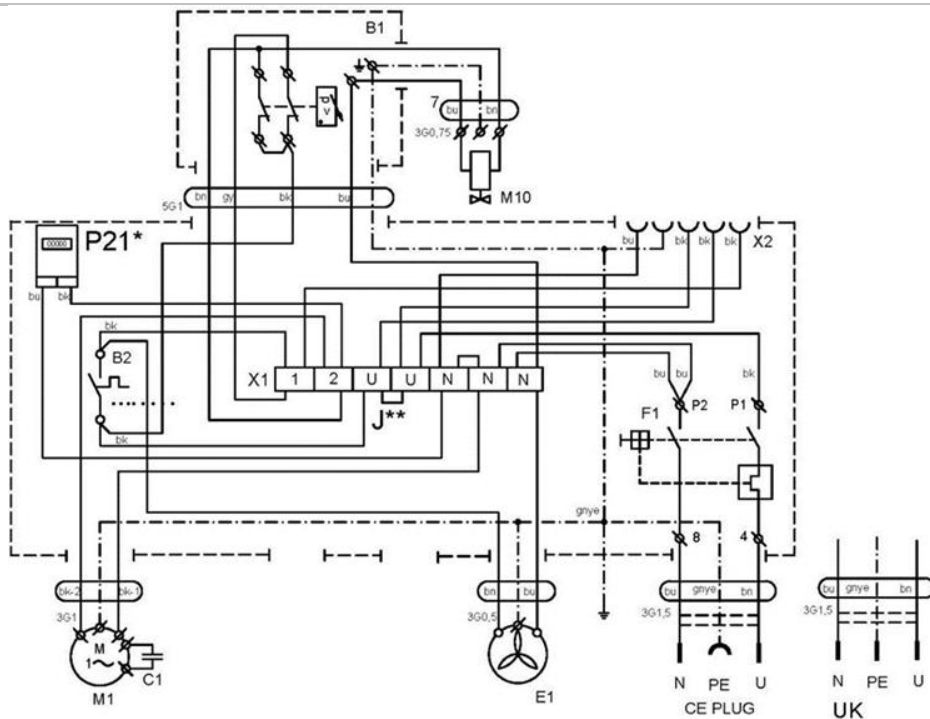 B1
7
bu bn
3G0,75
M10
bn gy bk bu
5G1
P21*
00000
bu bk
bu bk bk bk
X2
bk
B2
X1 1 2 U U N N N
J**
bk
bu bu bk
F1 P2 P1
gnye
8 4
bk-2 bk-1
3G1
M
1~
M1
C1
bn bu
3G0,5
E1
bu gnye bn
3G1,5
N PE U
CE PLUG
bu gnye bn
3G1,5
N PE U
UK